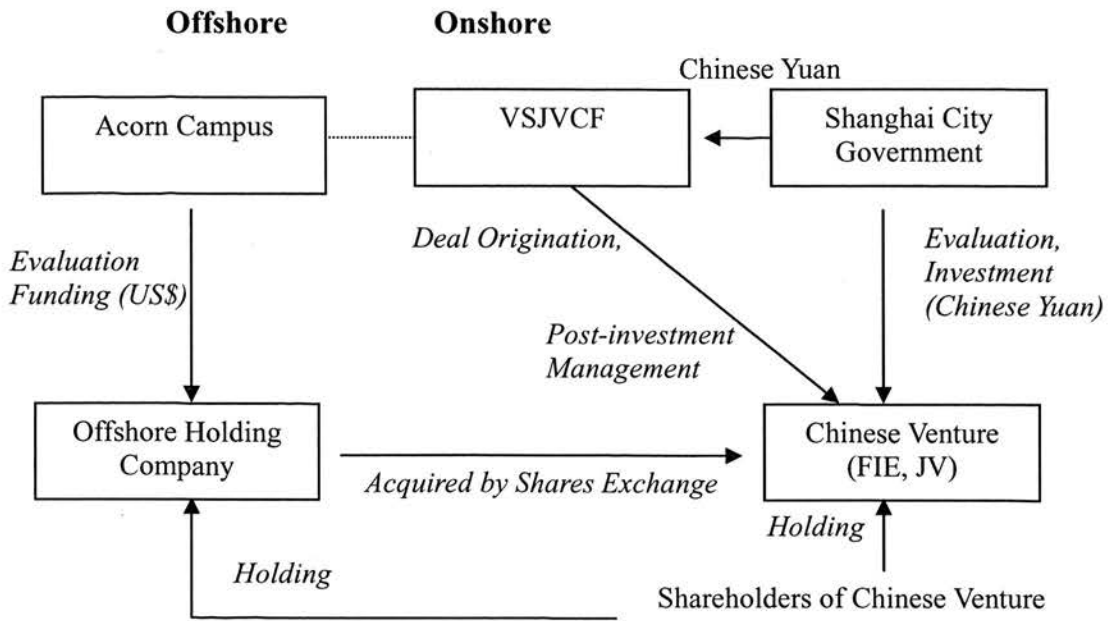 Offshore
Onshore
Chinese Yuan
Acorn Campus
VSJVCF
Shanghai City
Government
Evaluation
Funding (US$)
Deal Origination,
Post-investment
Management
Evaluation,
Investment
(Chinese Yuan)
Offshore Holding
Company
Acquired by Shares Exchange
Chinese Venture
(FIE, JV)
Holding
Holding
Shareholders of Chinese Venture